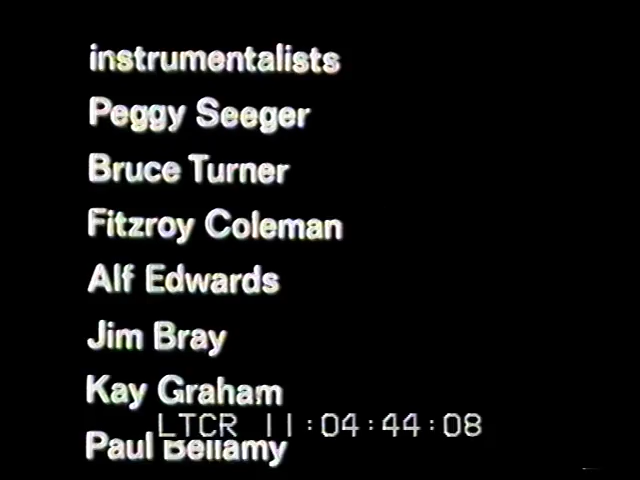 instrumentalists
Peggy Seeger
Bruce Turner
Fitzroy Coleman
Alf Edwards
Jim Bray
Kay Graham
LTCR 11:04:44:08
Paul Bellamy